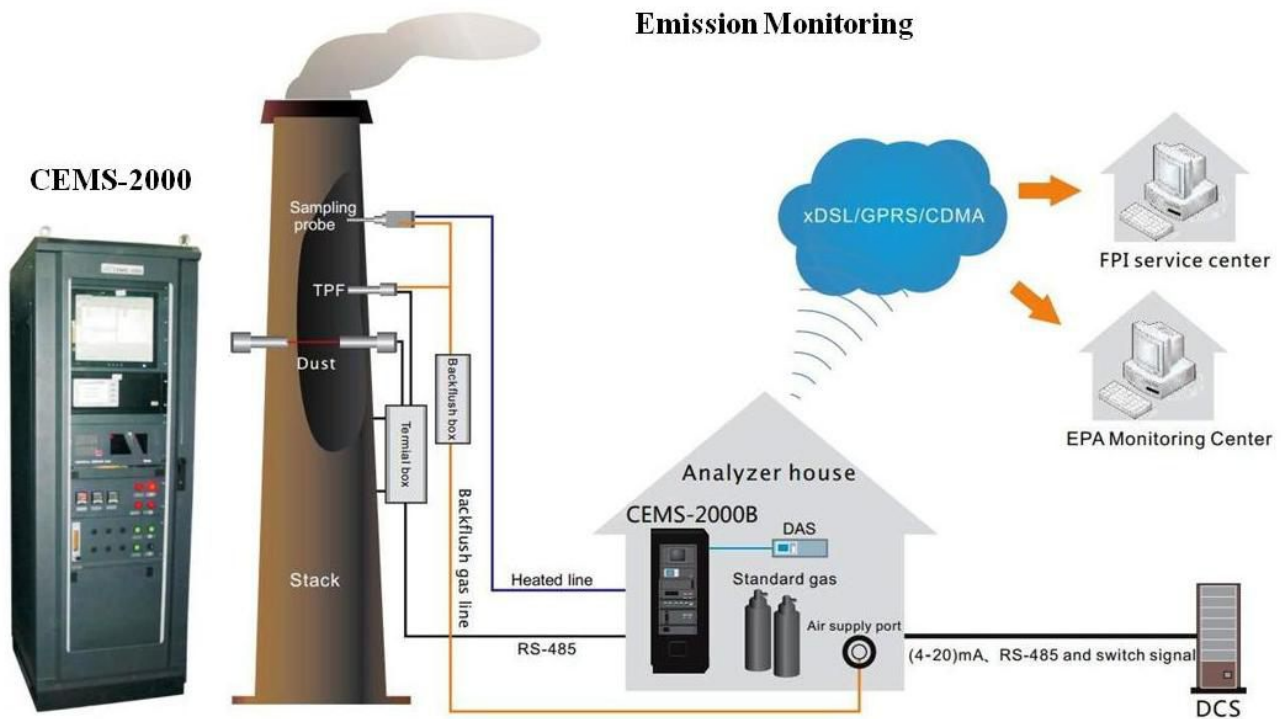 Emission Monitoring
CEMS-2000
Sampling
probe
TPF
Dust
Stack
Termial box
Backflush box
Backflush gas line
Heated line
RS-485
xDSL/GPRS/CDMA
FPI service center
EPA Monitoring Center
Analyzer house
CEMS-2000B
DAS
Standard gas
Air supply port
(4-20)mA、RS-485 and switch signal
DCS